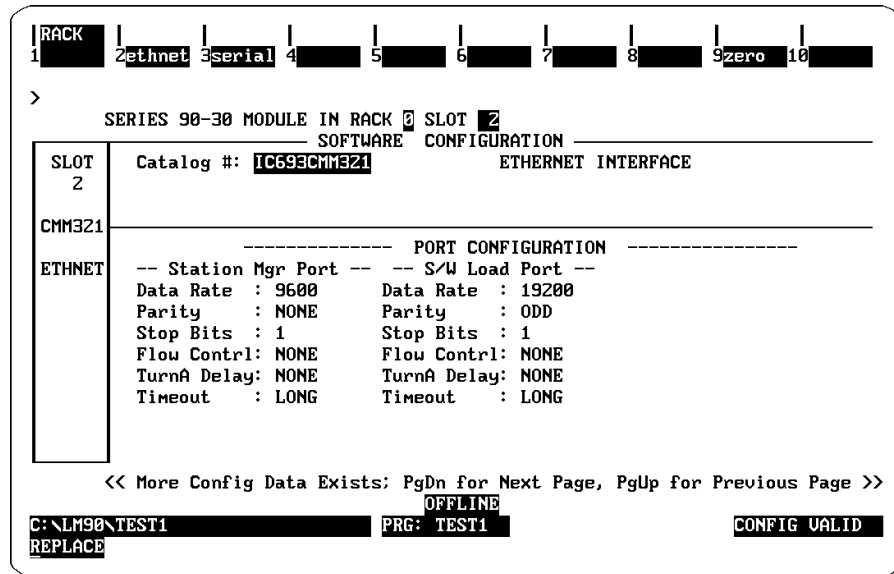 RACK
1 2ethnet 3serial 4 5 6 7 8 9zero 10
>
SERIES 90-30 MODULE IN RACK 0 SLOT 2
SOFTWARE CONFIGURATION
SLOT Catalog #: IC693CMM321 ETHERNET INTERFACE
2
CMM321
-------------- PORT CONFIGURATION ----------------
ETHNET -- Station Mgr Port -- -- S/W Load Port --
Data Rate : 9600 Data Rate : 19200
Parity : NONE Parity : ODD
Stop Bits : 1 Stop Bits : 1
Flow Contrl: NONE Flow Contrl: NONE
TurnA Delay: NONE TurnA Delay: NONE
Timeout : LONG Timeout : LONG
<< More Config Data Exists; PgDn for Next Page, PgUp for Previous Page >>
OFFLINE
C:\LM90\TEST1 PRG: TEST1 CONFIG VALID
REPLACE